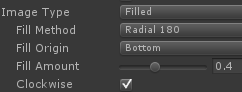 Image Type Filled
Fill Method Radial 180
Fill Origin Bottom
Fill Amount 0.4
Clockwise